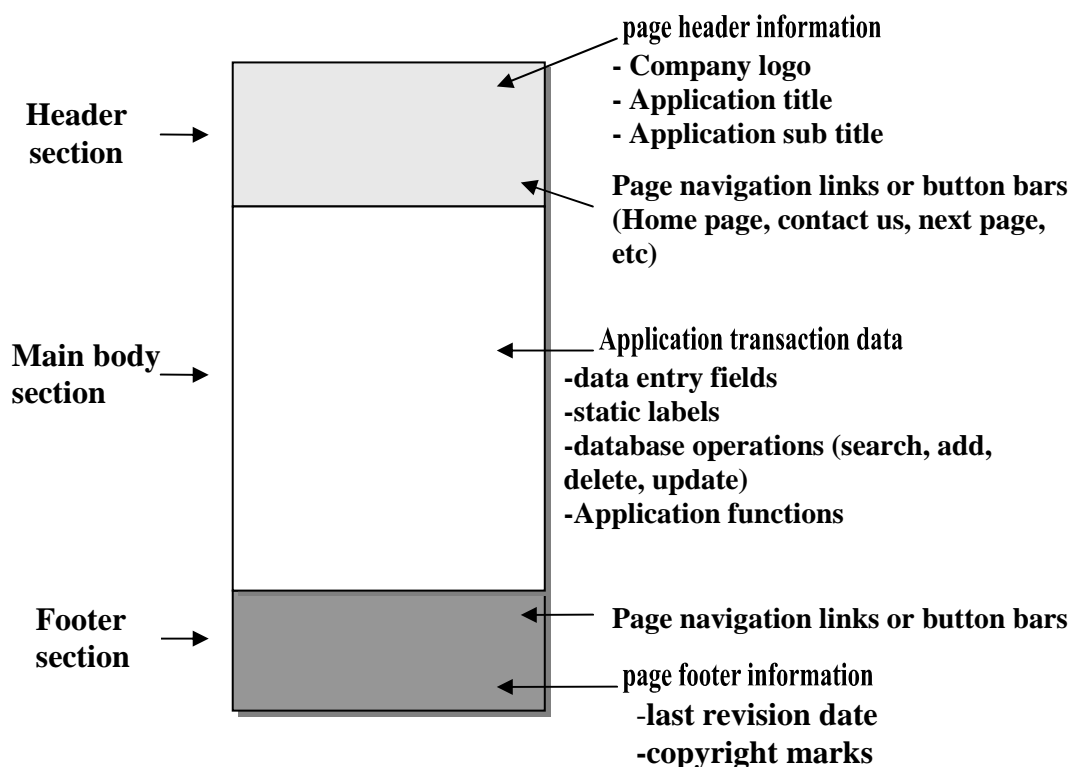 page header information
- Company logo
- Application title
- Application sub title
Header
section
Page navigation links or button bars
(Home page, contact us, next page,
etc)
Main body
section
Application transaction data
-data entry fields
-static labels
-database operations (search, add,
delete, update)
-Application functions
Footer
section
Page navigation links or button bars
page footer information
-last revision date
-copyright marks